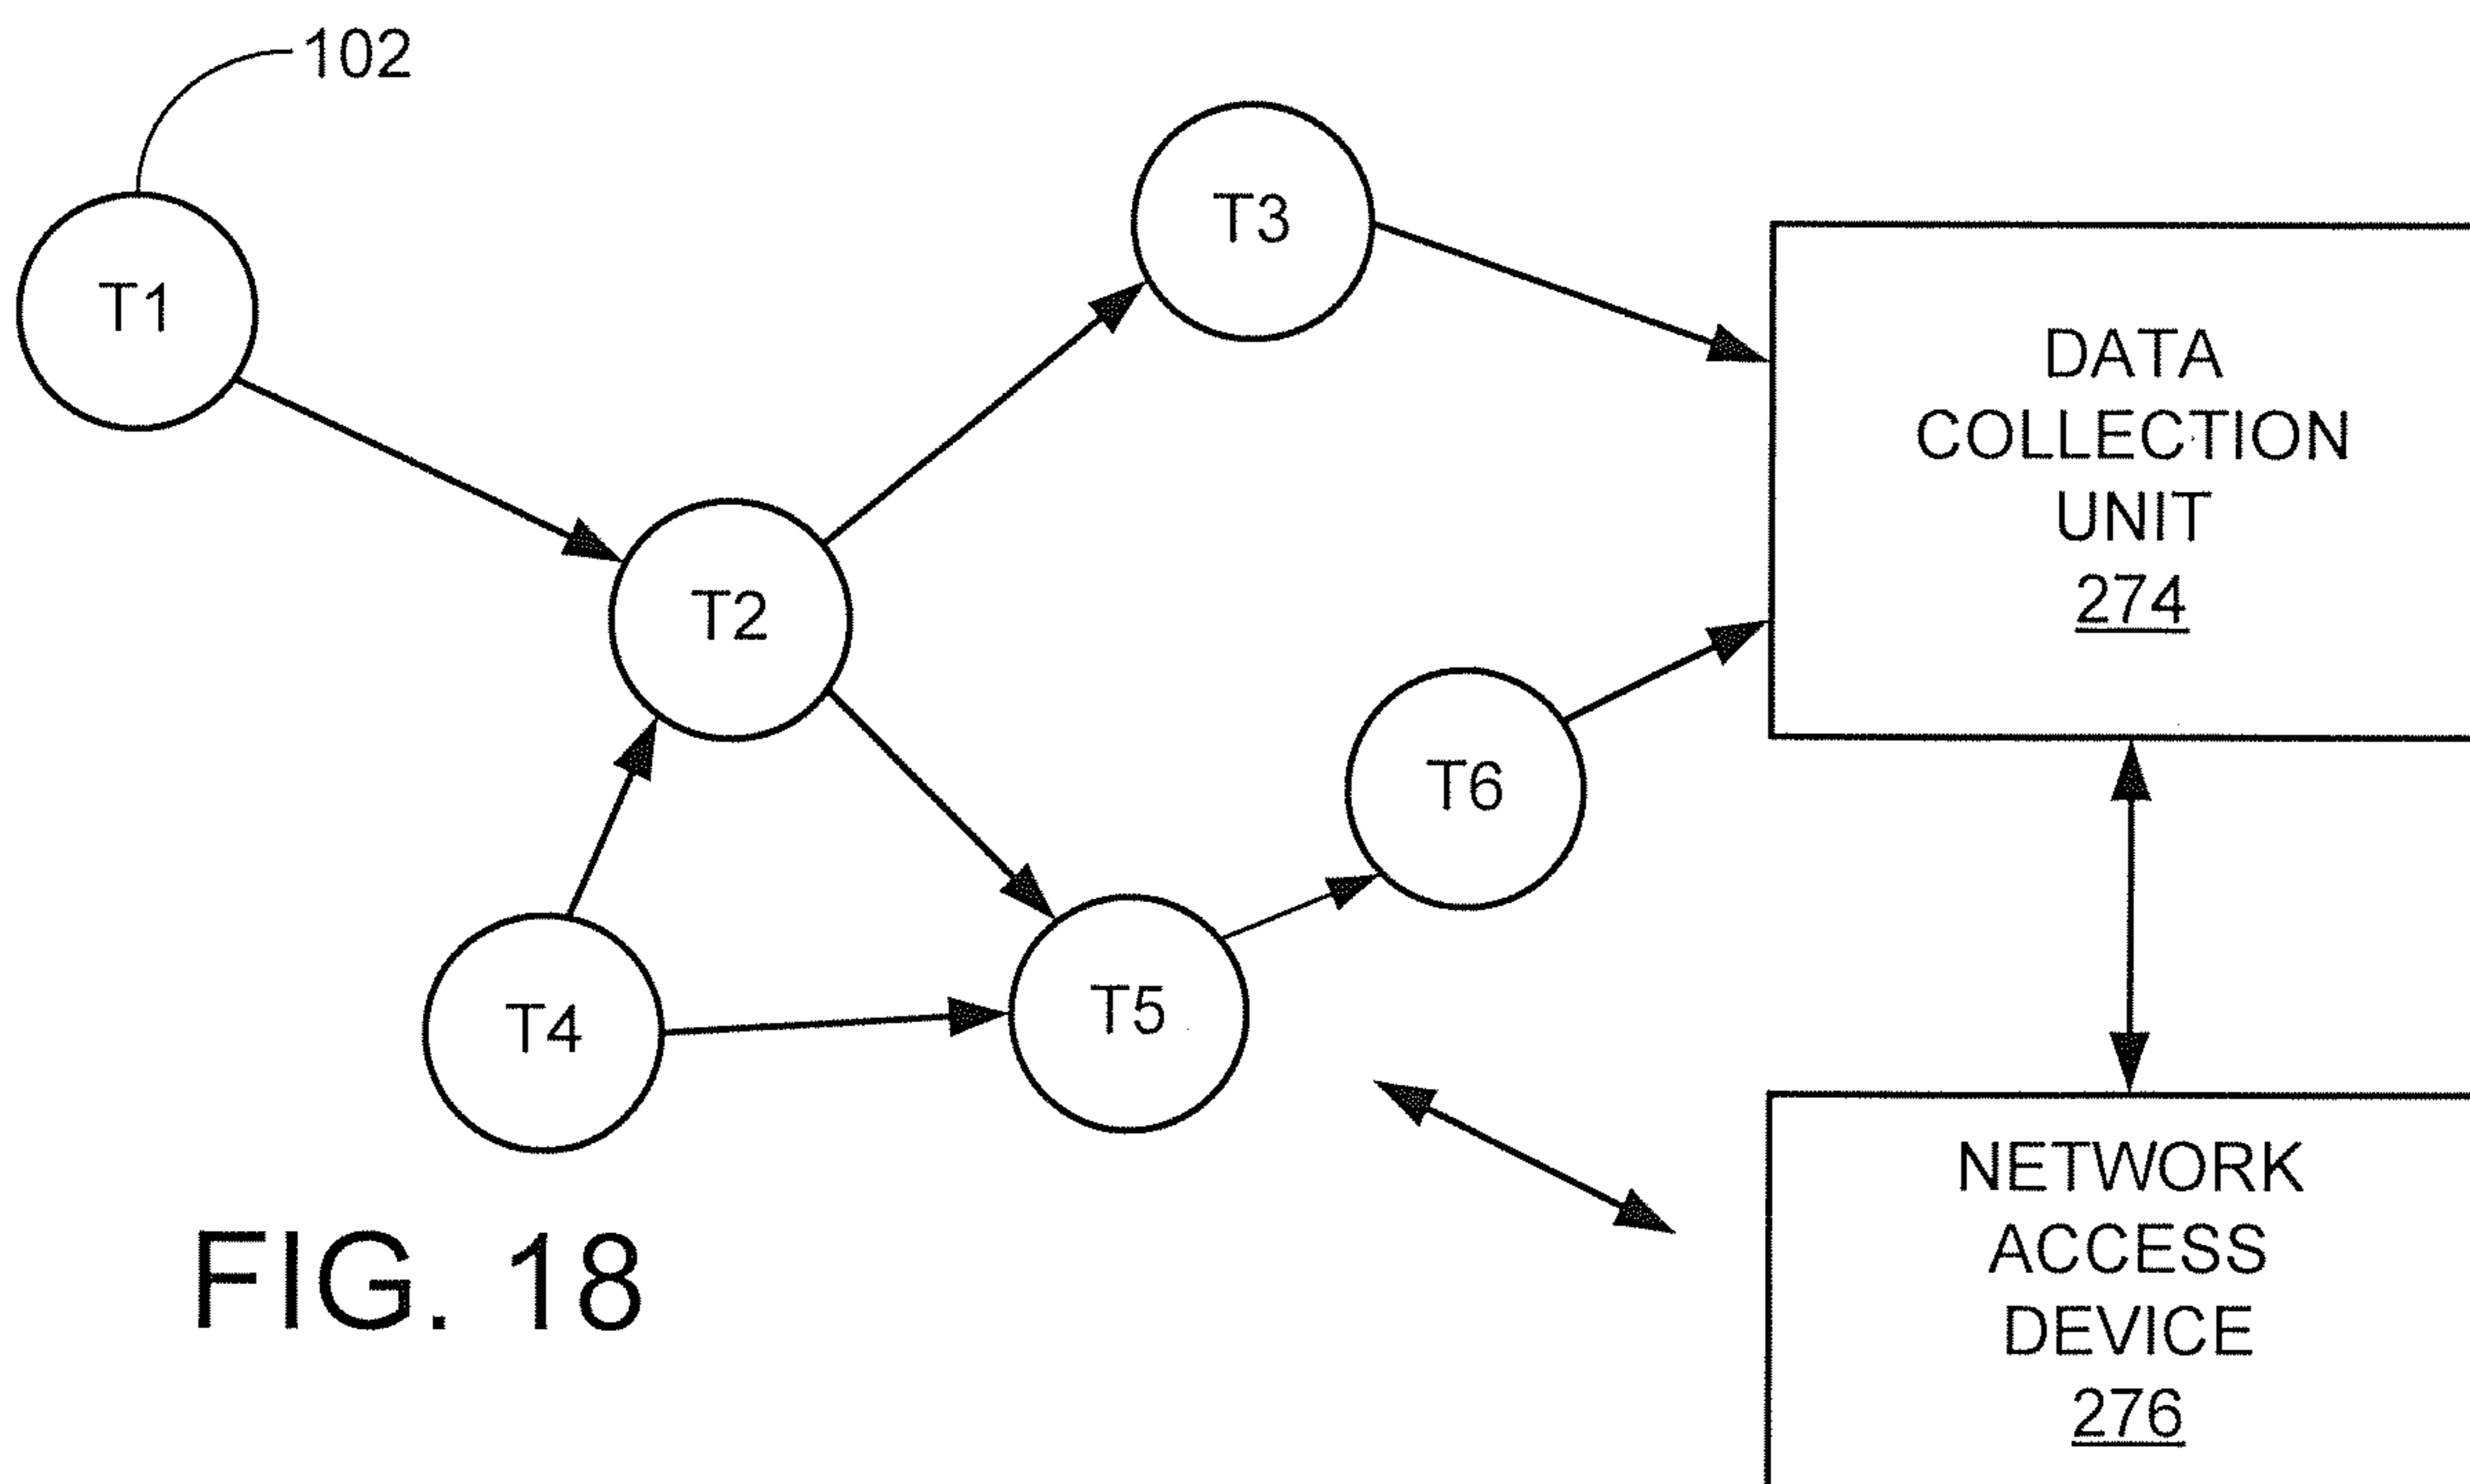 102
T1
T3
DATA
COLLECTION
UNIT
274
T2
T6
T4
T5
NETWORK
ACCESS
DEVICE
276
FIG. 18